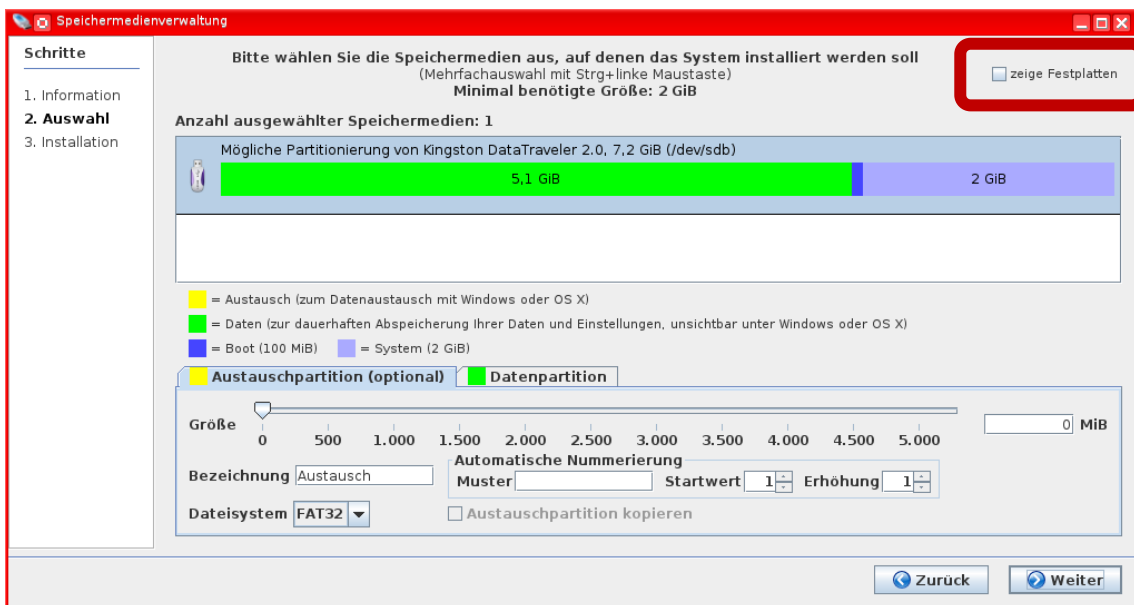 Speichermedienverwaltung
Schritte
1. Information
2. Auswahl
3. Installation
Bitte wählen Sie die Speichermedien aus, auf denen das System installiert werden soll
(Mehrfachauswahl mit Strg+linke Maustaste)
Minimal benötigte Größe: 2 GiB
zeige Festplatten
Anzahl ausgewählter Speichermedien: 1
Mögliche Partitionierung von Kingston DataTraveler 2.0, 7,2 GiB (/dev/sdb)
5,1 GiB 2 GiB
= Austausch (zum Datenaustausch mit Windows oder OS X)
= Daten (zur dauerhaften Abspeicherung Ihrer Daten und Einstellungen, unsichtbar unter Windows oder OS X)
= Boot (100 MiB) = System (2 GiB)
Austauschpartition (optional) Datenpartition
Größe 0 MiB
0 500 1.000 1.500 2.000 2.500 3.000 3.500 4.000 4.500 5.000
Automatische Nummerierung
Bezeichnung Austausch Muster Startwert 1 Erhöhung 1
Dateisystem FAT32 Austauschpartition kopieren
Zurück Weiter